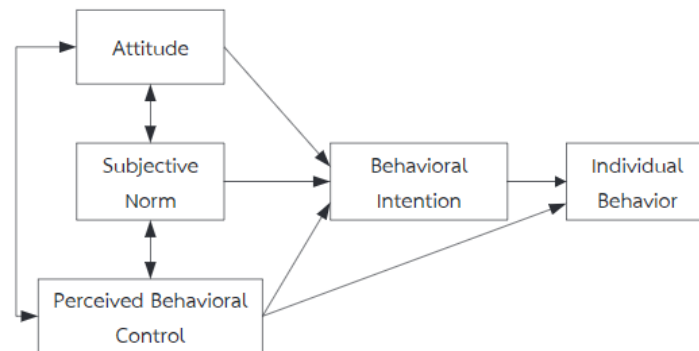 Attitude
Subjective
Norm
Perceived Behavioral
Control
Behavioral
Intention
Individual
Behavior